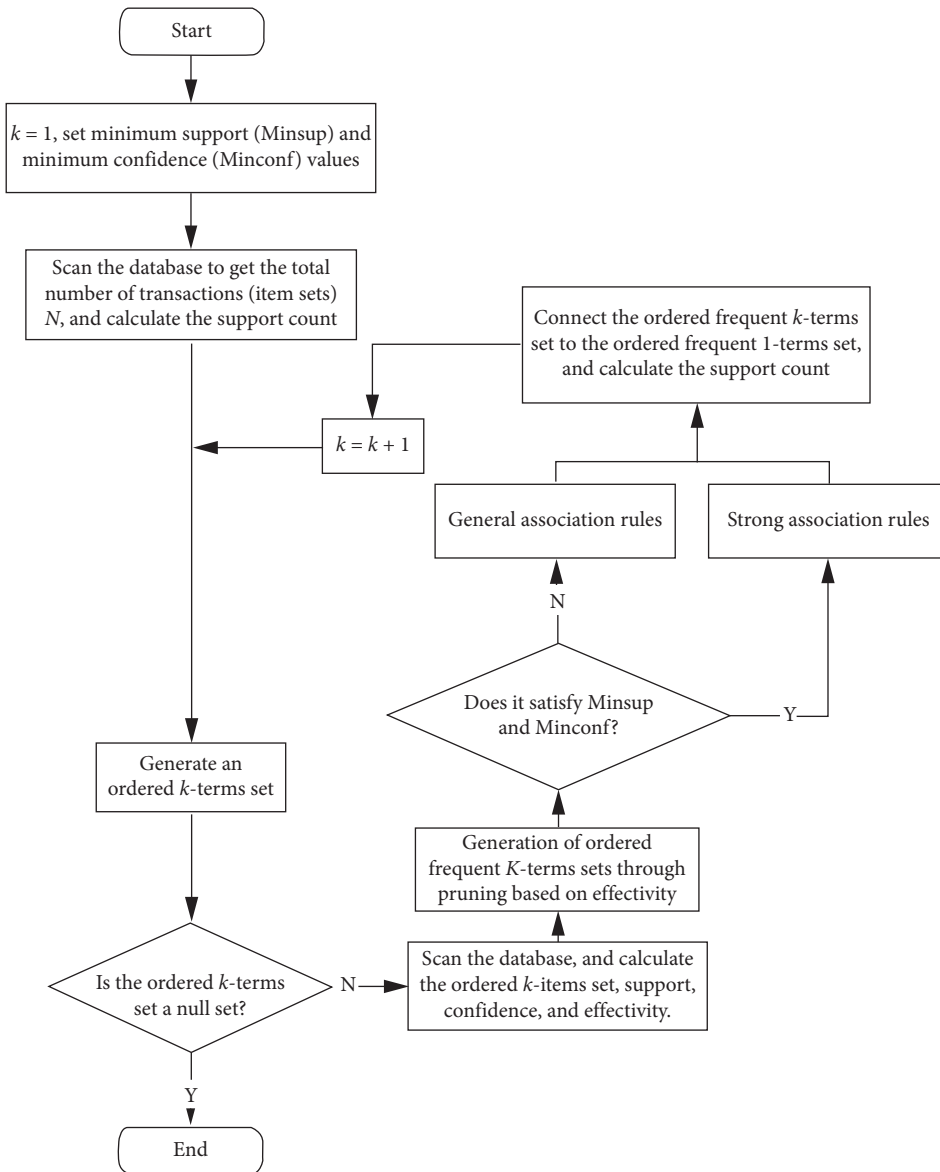 Start
k = 1, set minimum support (Minsup) and
minimum confidence (Minconf) values
Scan the database to get the total
number of transactions (item sets)
N, and calculate the support count
Connect the ordered frequent k-terms
set to the ordered frequent 1-terms set,
and calculate the support count
k = k + 1
General association rules
Strong association rules
N
Does it satisfy Minsup
and Minconf?
Y
Generate an
ordered k-terms set
Generation of ordered
frequent K-terms sets through
pruning based on effectivity
Is the ordered k-terms
set a null set?
N
Scan the database, and calculate
the ordered k-items set, support,
confidence, and effectivity.
Y
End